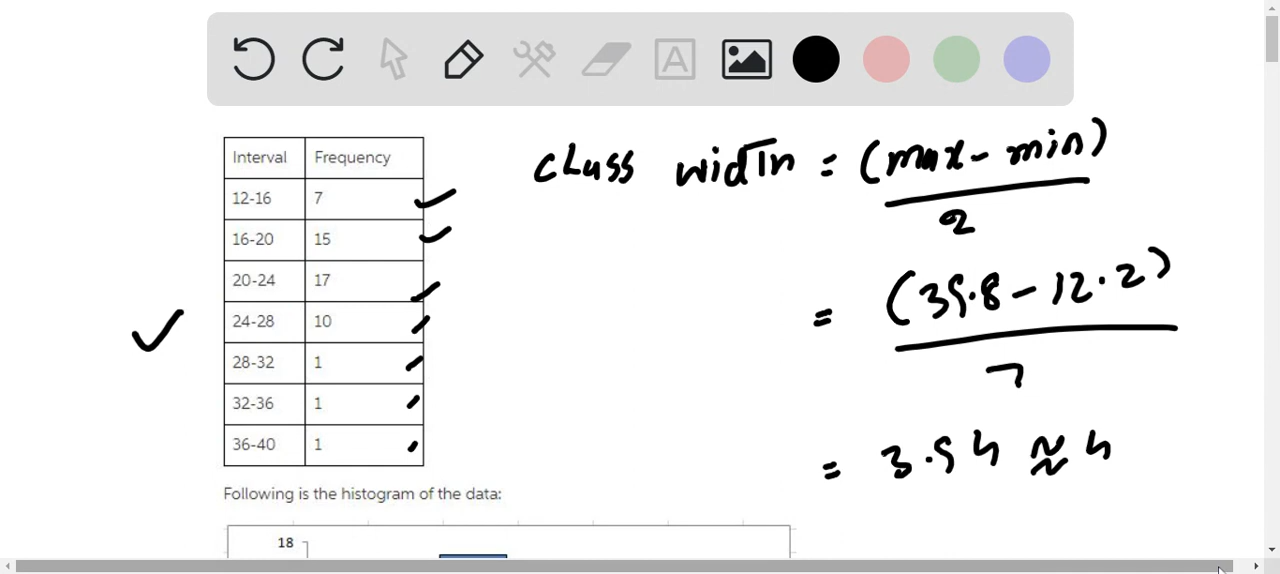 A
Interval Frequency
12-16 7
16-20 15
20-24 17
24-28 10
28-32 1
32-36 1
36-40 1
Following is the histogram of the data:
18
class width = (max - min)
2
= (39.8 - 12.2)
7
= 3.94 ≈ 4